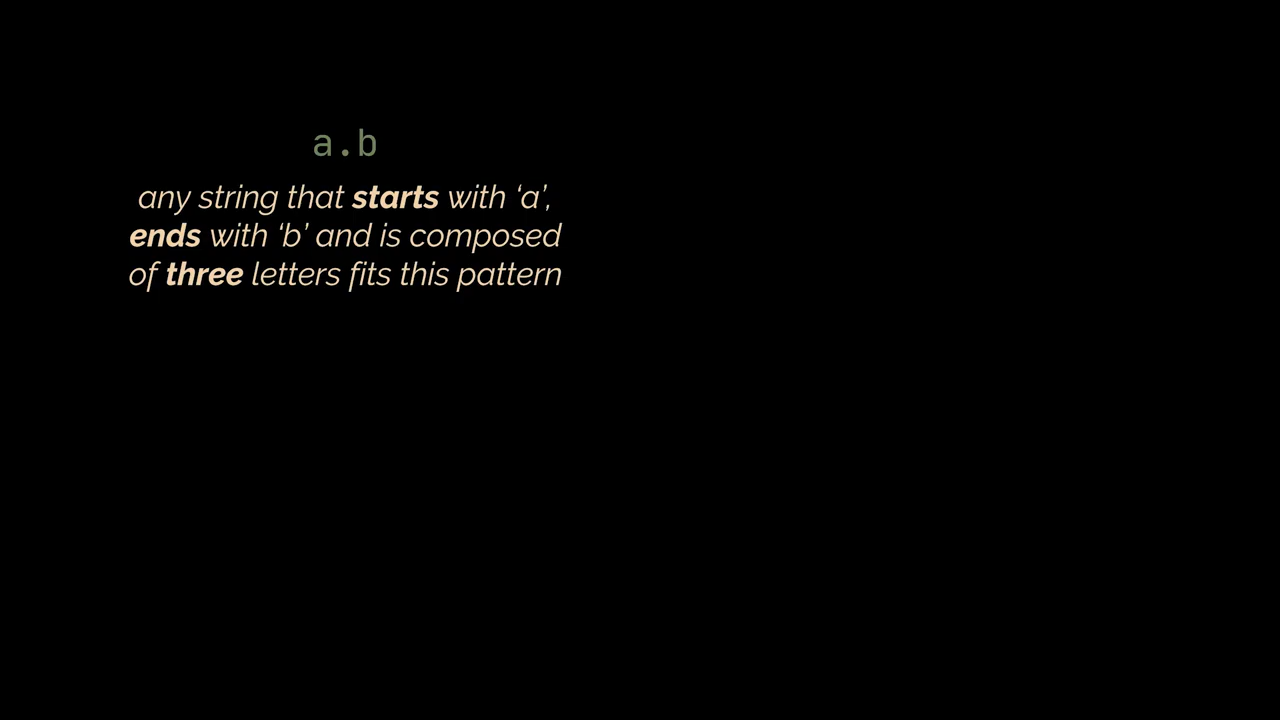 a.b
any string that starts with ‘a’,
ends with ‘b’ and is composed
of three letters fits this pattern